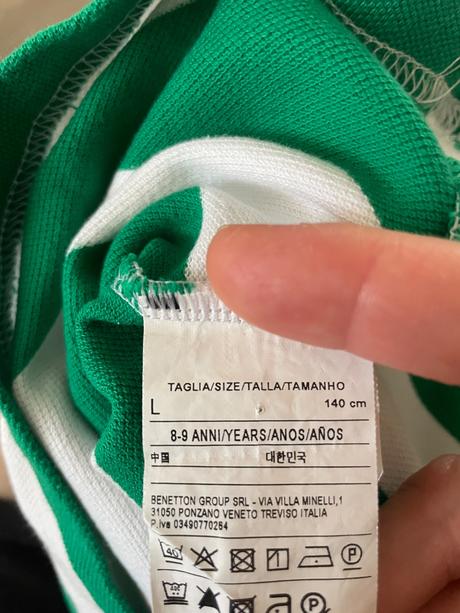 TAGLIA/SIZE/TALLA/TAMANHO
L 140 cm
8-9 ANNI/YEARS/ANOS/AÑOS
中国 대한민국
BENETTON GROUP SRL - VIA VILLA MINELLI,1
31050 PONZANO VENETO TREVISO ITALIA
P.iva 03490770264
40 P